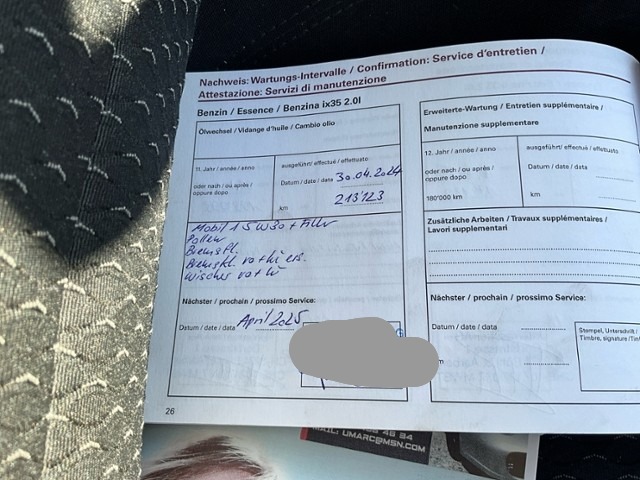 Nachweis: Wartungs-Intervalle / Confirmation: Service d'entretien /
Attestazione: Servizi di manutenzione
Benzin / Essence / Benzina ix35 2.0l
Ölwechsel / Vidange d'huile / Cambio olio
11. Jahr / année / anno
oder nach / ou après /
oppure dopo
ausgeführt / effectué / effettuato
Datum / date / data 30.04.2024
km 213'123
Mobil 1 5W30 + Filter
Pollen
Bremsfl.
Bremskl. vo + hi ers.
Wischer vo + hi
Nächster / prochain / prossimo Service:
Datum / date / data April 2025
26
Erweiterte-Wartung / Entretien supplémentaire /
Manutenzione supplementare
12. Jahr / année / anno
oder nach / ou après /
oppure dopo
180'000 km
ausgeführt / effectué / effettuato
Datum / date / data
km
Zusätzliche Arbeiten / Travaux supplémentaires /
Lavori supplementari
Nächster / prochain / prossimo Service:
Datum / date / data
Stempel, Unterschrift /
Timbre, signature /
MAIL: UMARC@MSN.COM